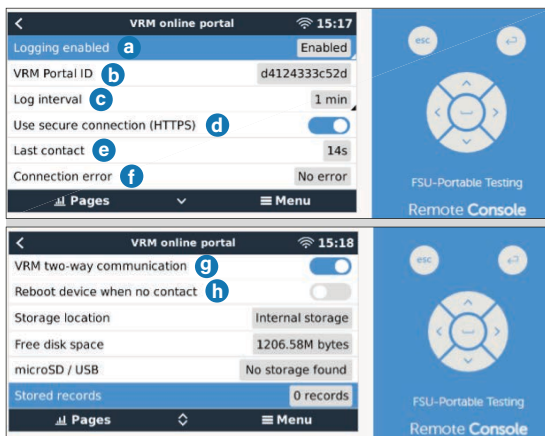 VRM online portal 15:17
Logging enabled a Enabled
VRM Portal ID b d4124333c52d
Log interval c 1 min
Use secure connection (HTTPS) d
Last contact e 14s
Connection error f No error
Pages Menu
esc
FSU-Portable Testing
Remote Console
VRM online portal 15:18
VRM two-way communication g
Reboot device when no contact h
Storage location Internal storage
Free disk space 1206.58M bytes
microSD / USB No storage found
Stored records 0 records
Pages Menu
esc
FSU-Portable Testing
Remote Console